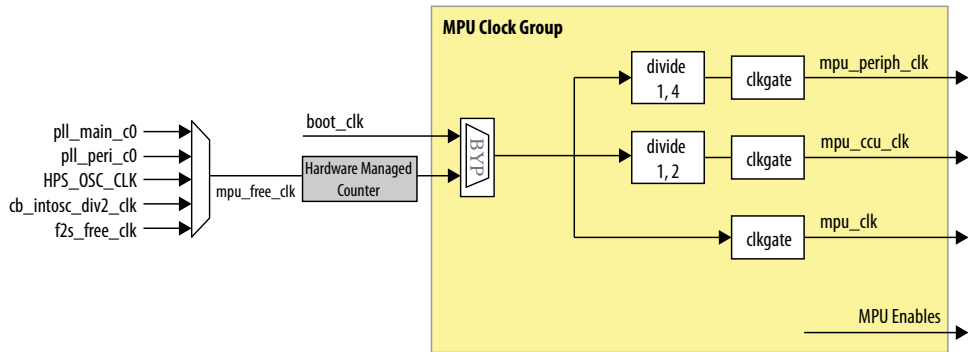 MPU Clock Group
divide
1, 4
clkgate
mpu_periph_clk
boot_clk
pll_main_c0
pll_peri_c0
HPS_OSC_CLK
cb_intosc_div2_clk
f2s_free_clk
mpu_free_clk
Hardware Managed
Counter
BYP
divide
1, 2
clkgate
mpu_ccu_clk
clkgate
mpu_clk
MPU Enables